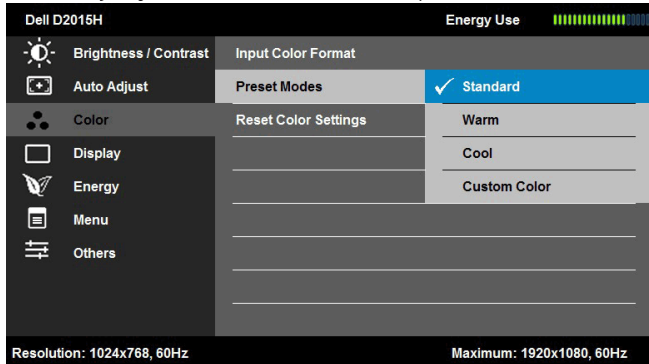 Dell D2015H Energy Use
Brightness / Contrast Input Color Format
Auto Adjust Preset Modes Standard
Color Reset Color Settings Warm
Display Cool
Energy Custom Color
Menu
Others
Resolution: 1024x768, 60Hz Maximum: 1920x1080, 60Hz